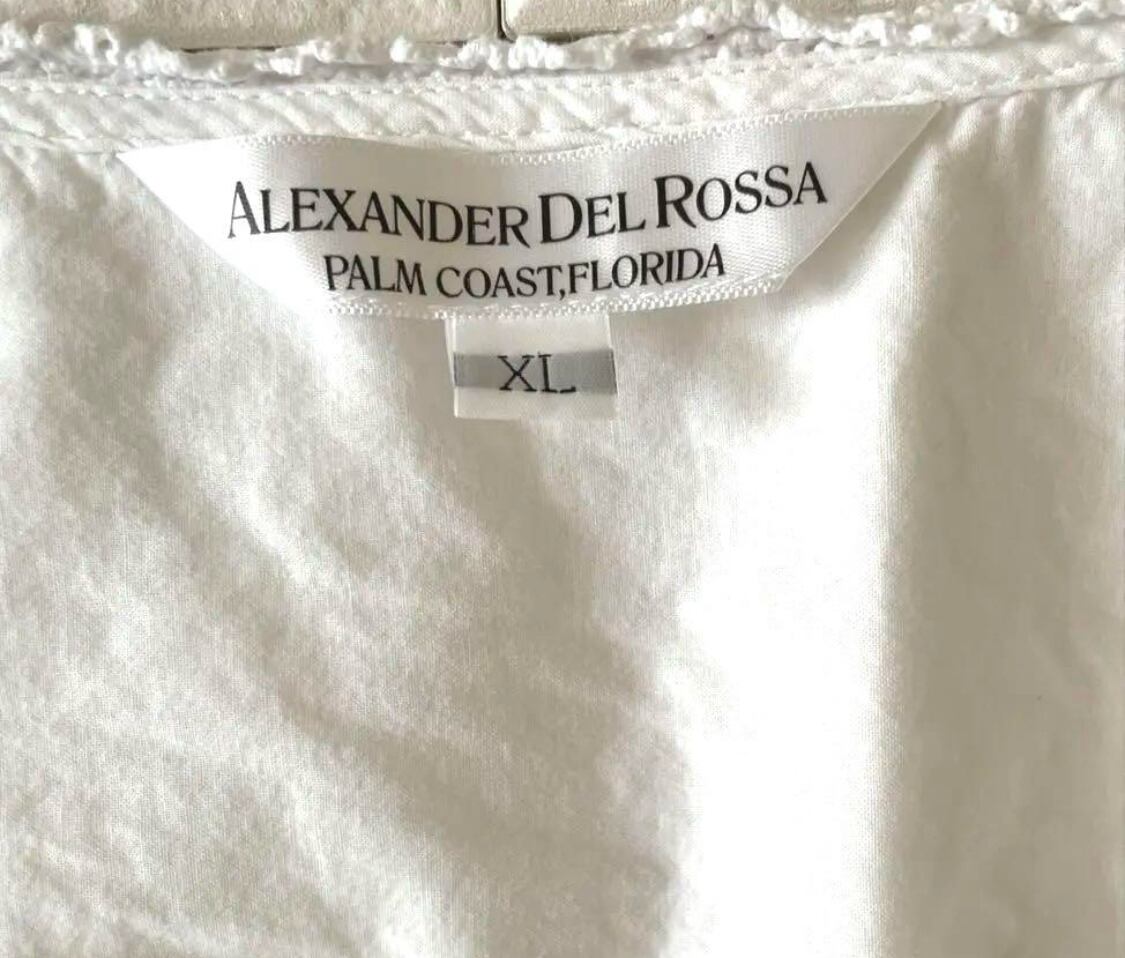 ALEXANDER DEL ROSSA
PALM COAST,FLORIDA
XL